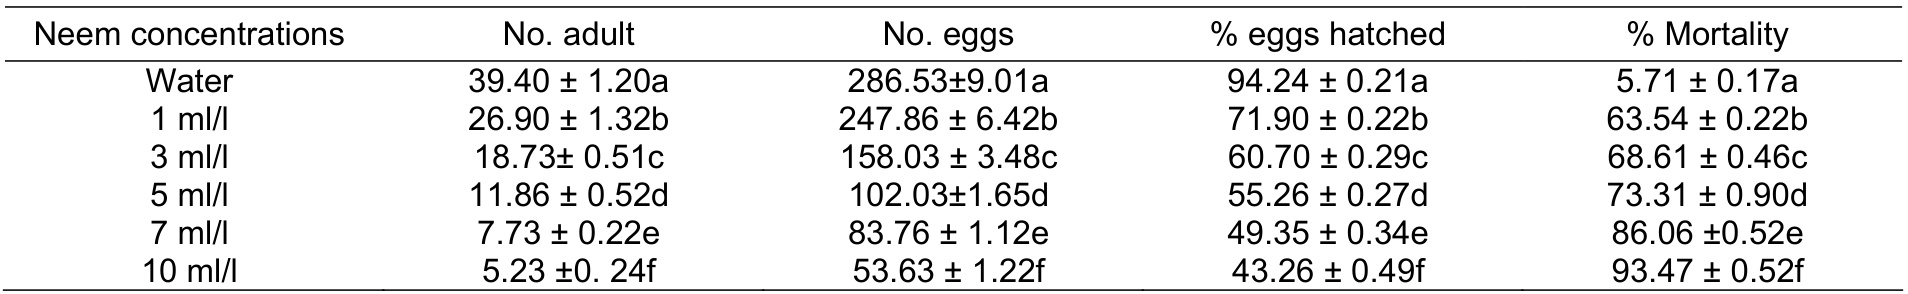 Neem concentrations No. adult No. eggs % eggs hatched % Mortality
Water 39.40 ± 1.20a 286.53±9.01a 94.24 ± 0.21a 5.71 ± 0.17a
1 ml/l 26.90 ± 1.32b 247.86 ± 6.42b 71.90 ± 0.22b 63.54 ± 0.22b
3 ml/l 18.73± 0.51c 158.03 ± 3.48c 60.70 ± 0.29c 68.61 ± 0.46c
5 ml/l 11.86 ± 0.52d 102.03±1.65d 55.26 ± 0.27d 73.31 ± 0.90d
7 ml/l 7.73 ± 0.22e 83.76 ± 1.12e 49.35 ± 0.34e 86.06 ±0.52e
10 ml/l 5.23 ±0. 24f 53.63 ± 1.22f 43.26 ± 0.49f 93.47 ± 0.52f